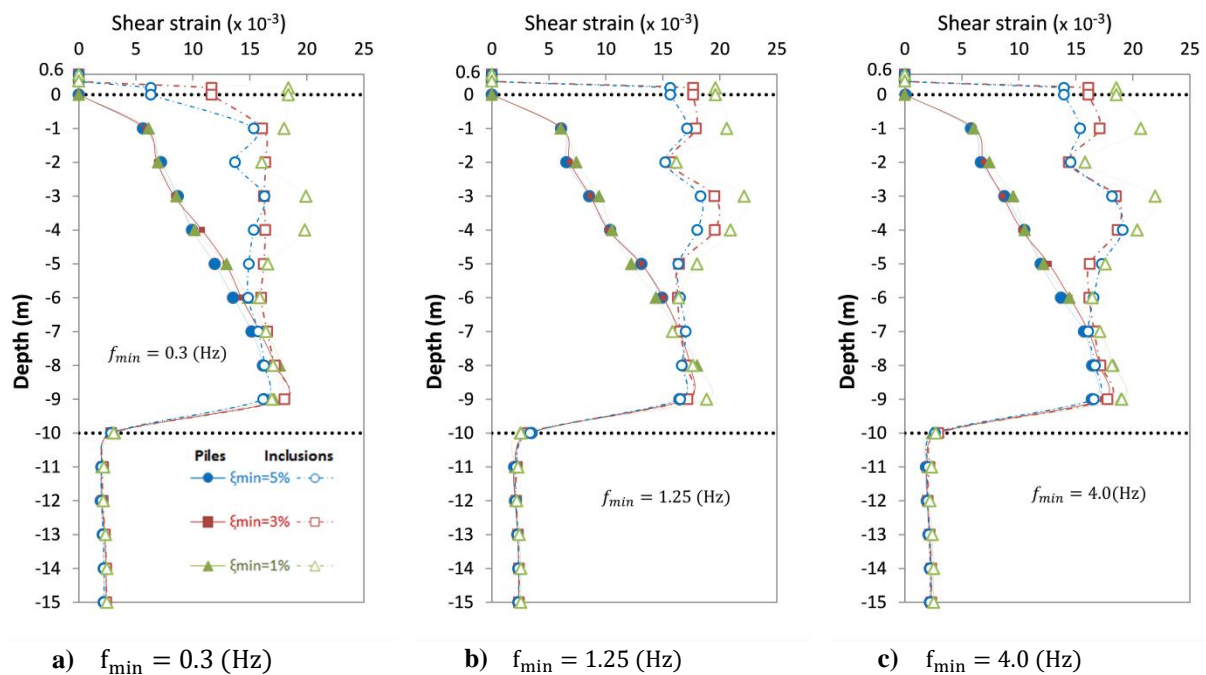 Shear strain (x 10⁻³)
0 5 10 15 20 25
0.6
0
-1
-2
-3
-4
-5
-6
-7
-8
-9
-10
-11
-12
-13
-14
-15
Depth (m)
f_min = 0.3 (Hz)
Piles Inclusions
ξmin=5%
ξmin=3%
ξmin=1%
a) f_min = 0.3 (Hz)
Shear strain (x 10⁻³)
0 5 10 15 20 25
0.6
0
-1
-2
-3
-4
-5
-6
-7
-8
-9
-10
-11
-12
-13
-14
-15
Depth (m)
f_min = 1.25 (Hz)
b) f_min = 1.25 (Hz)
Shear strain (x 10⁻³)
0 5 10 15 20 25
0.6
0
-1
-2
-3
-4
-5
-6
-7
-8
-9
-10
-11
-12
-13
-14
-15
Depth (m)
f_min = 4.0(Hz)
c) f_min = 4.0 (Hz)